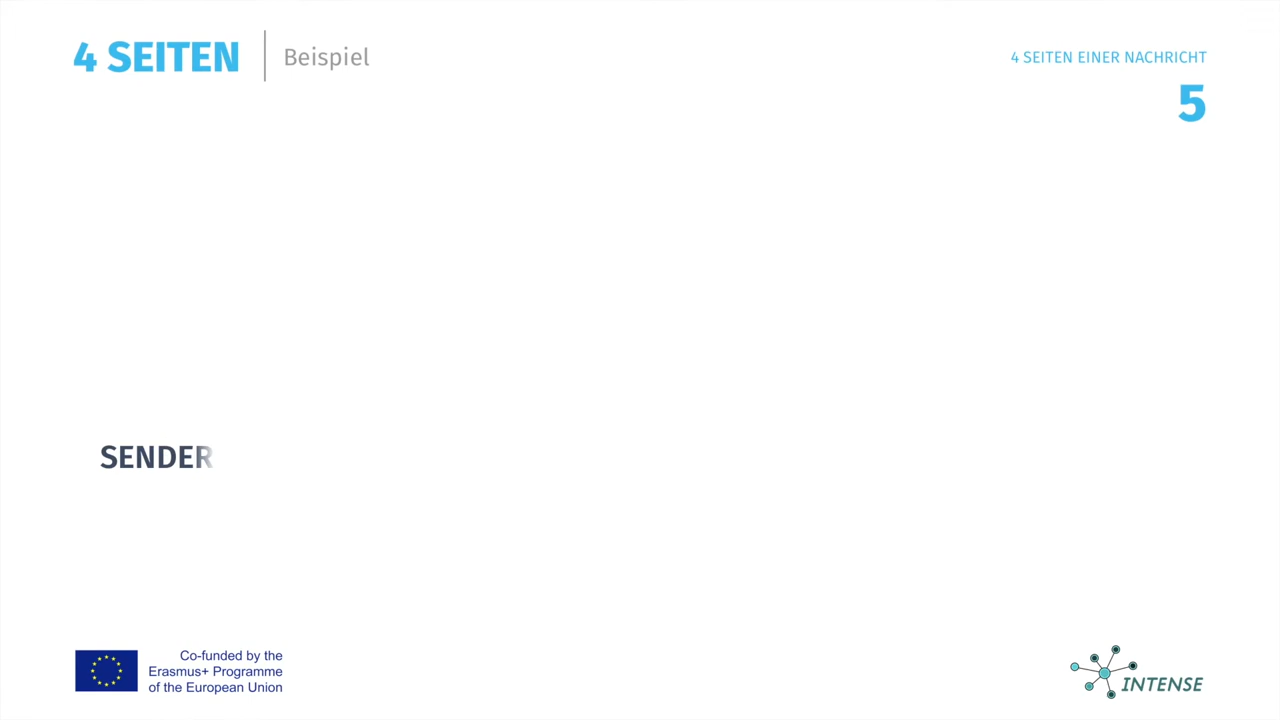 4 SEITEN
Beispiel
4 SEITEN EINER NACHRICHT
5
SENDER
Co-funded by the
Erasmus+ Programme
of the European Union
INTENSE